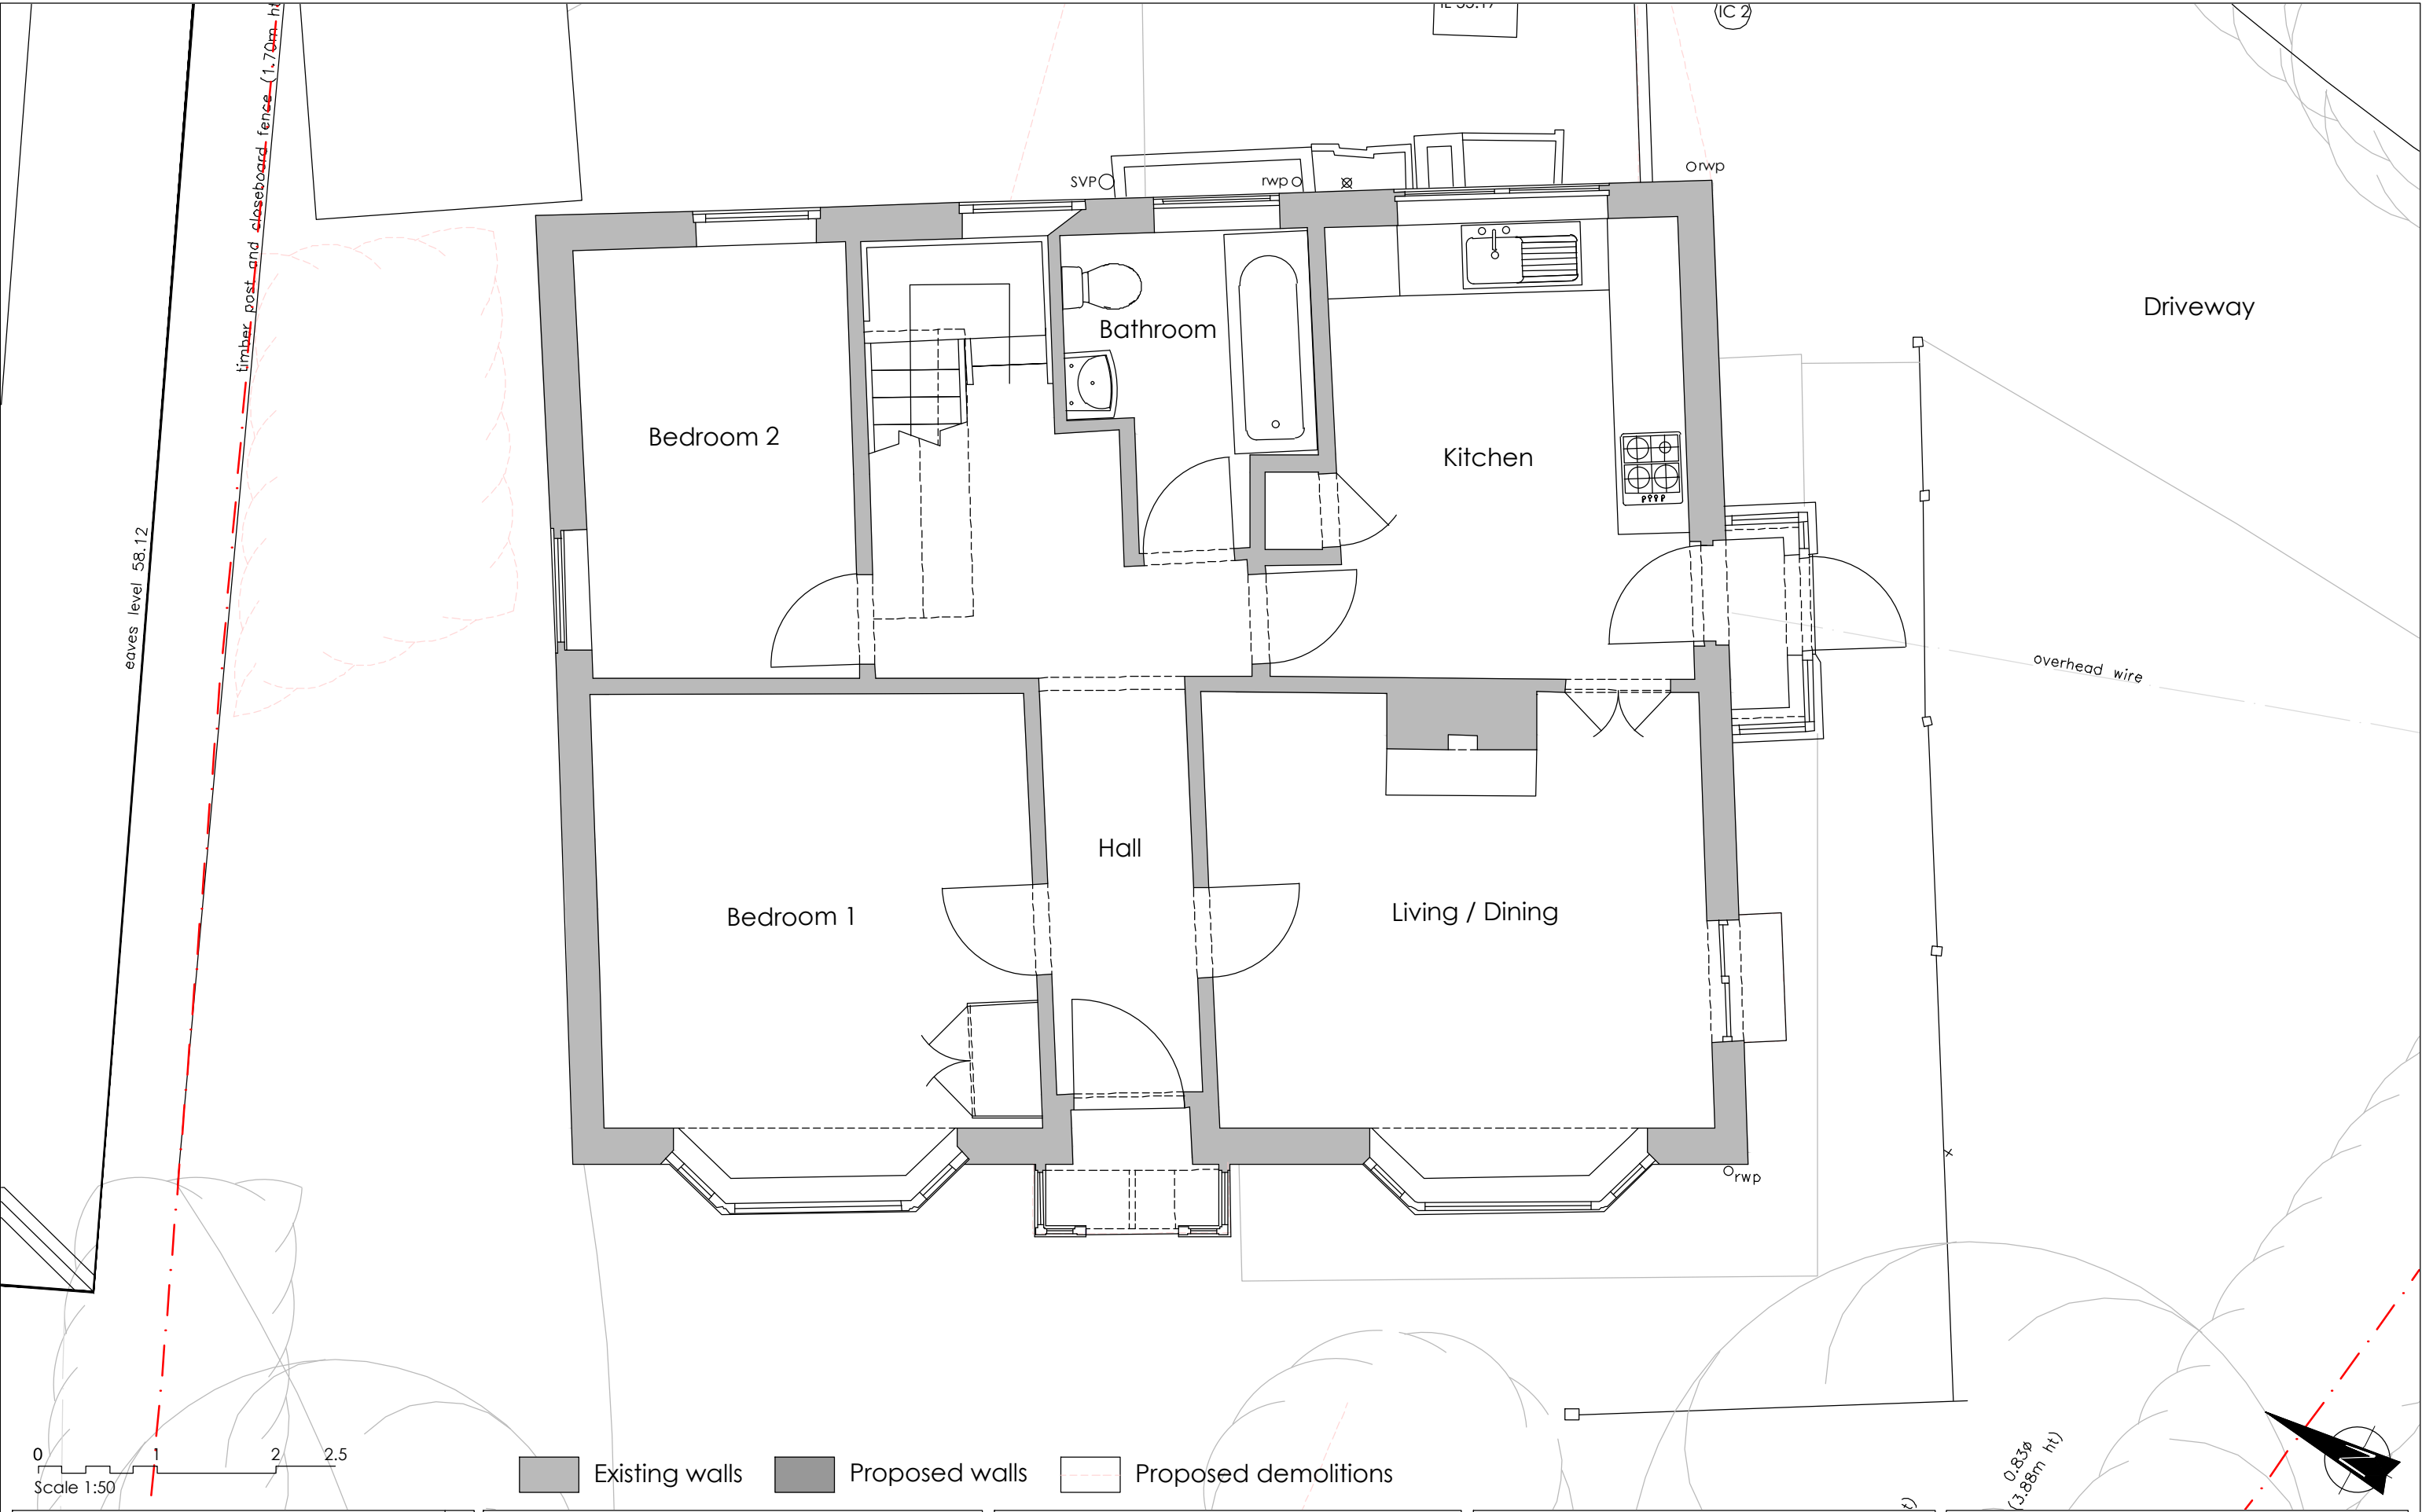 IC 2
timber post and closeboard fence (1.70m
SVP
rwp
rwp
Driveway
Bathroom
Bedroom 2
Kitchen
eaves level 58.12
overhead wire
Hall
Bedroom 1
Living / Dining
rwp
0 1 2 2.5
Scale 1:50
Existing walls
Proposed walls
Proposed demolitions
0.83ø
(3.88m ht)
N